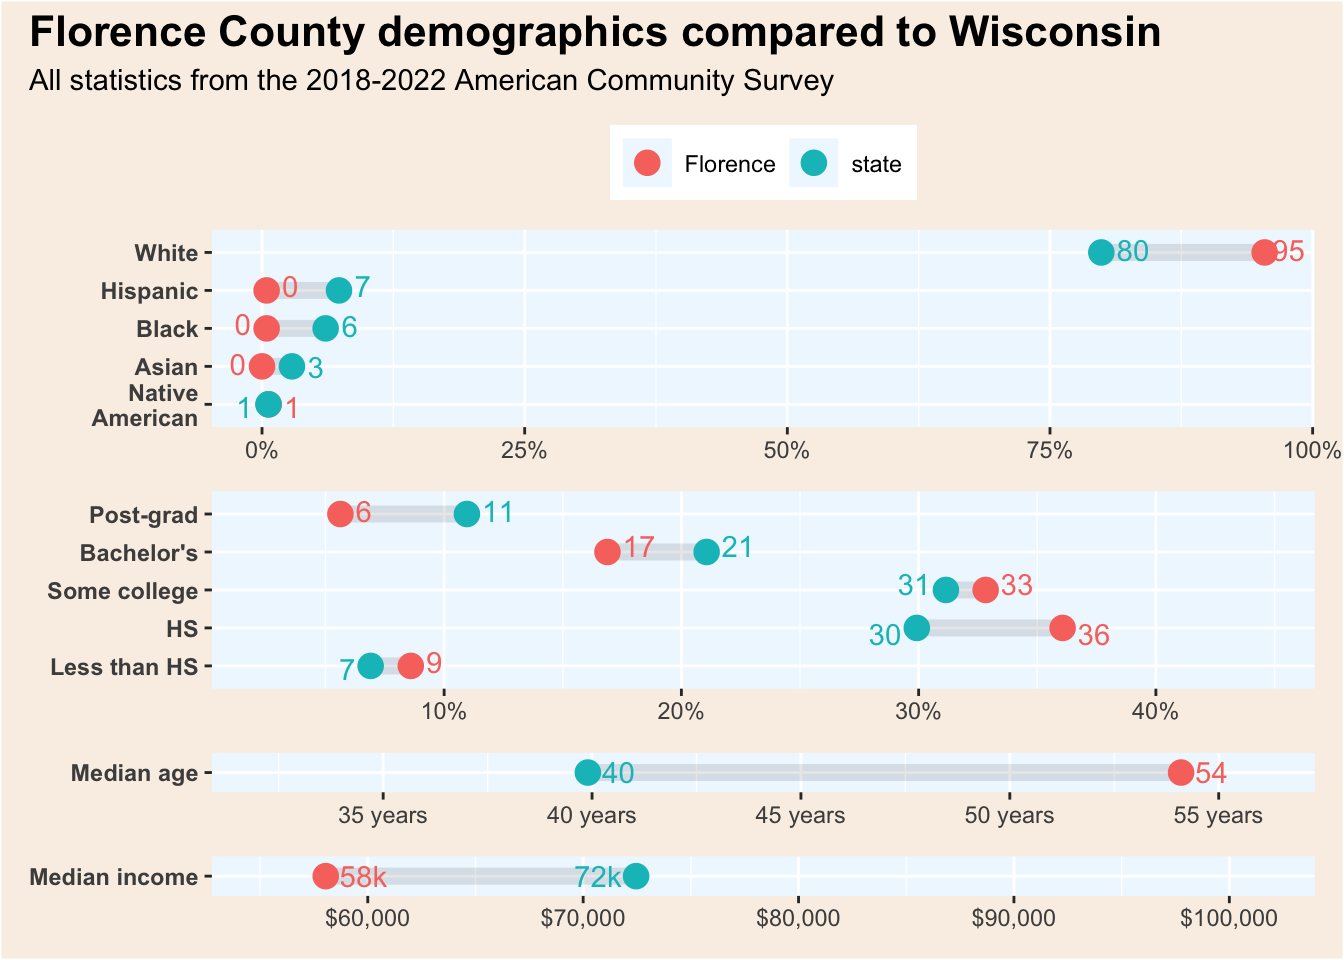 Florence County demographics compared to Wisconsin
All statistics from the 2018-2022 American Community Survey
Florence state
White 80 95
Hispanic 0 7
Black 0 6
Asian 0 3
Native
American 1 1
0% 25% 50% 75% 100%
Post-grad 6 11
Bachelor's 17 21
Some college 31 33
HS 30 36
Less than HS 7 9
10% 20% 30% 40%
Median age 40 54
35 years 40 years 45 years 50 years 55 years
Median income 58k 72k
$60,000 $70,000 $80,000 $90,000 $100,000